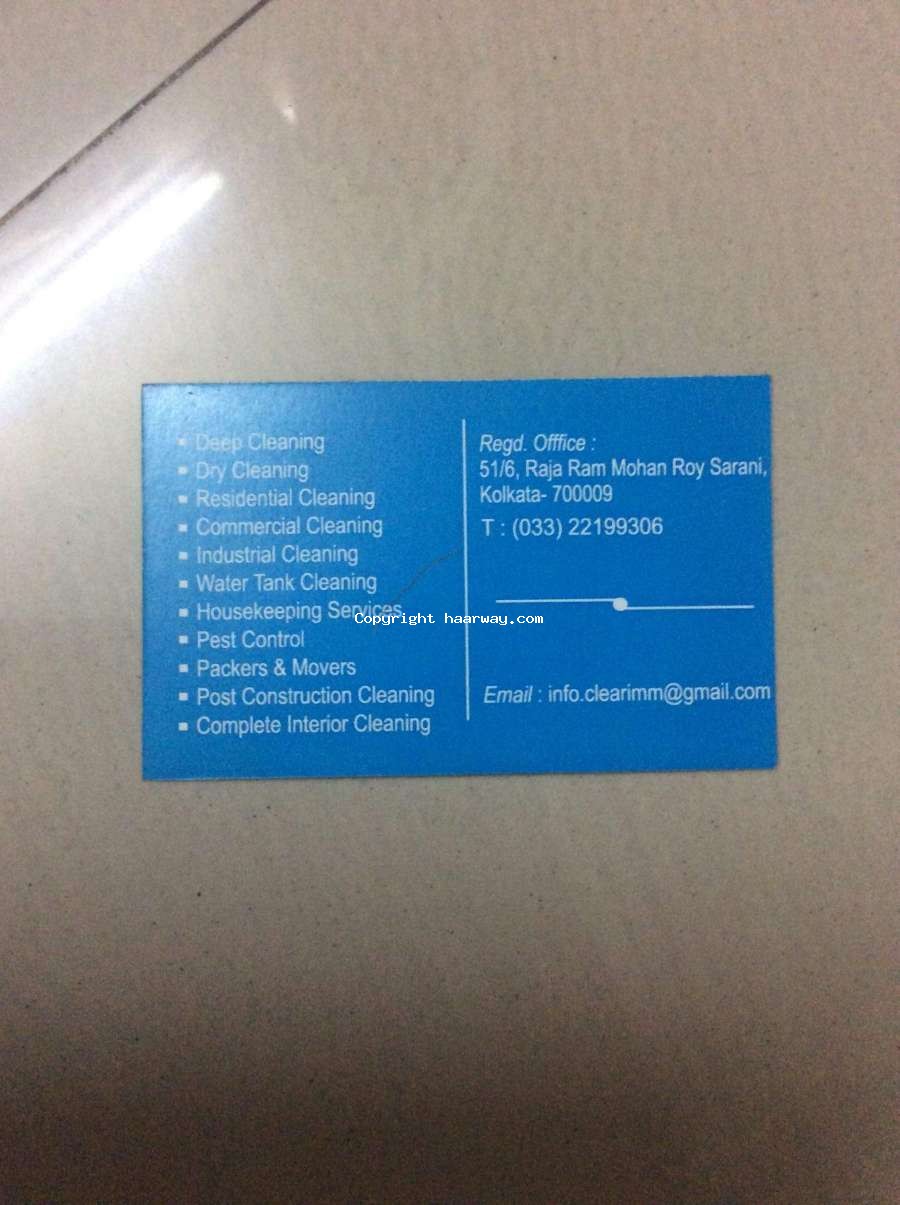 ▪ Deep Cleaning
▪ Dry Cleaning
▪ Residential Cleaning
▪ Commercial Cleaning
▪ Industrial Cleaning
▪ Water Tank Cleaning
▪ Housekeeping Services
▪ Pest Control
▪ Packers & Movers
▪ Post Construction Cleaning
▪ Complete Interior Cleaning
Regd. Offfice :
51/6, Raja Ram Mohan Roy Sarani,
Kolkata- 700009
T : (033) 22199306
Email : info.clearimm@gmail.com
Copyright haarway.com